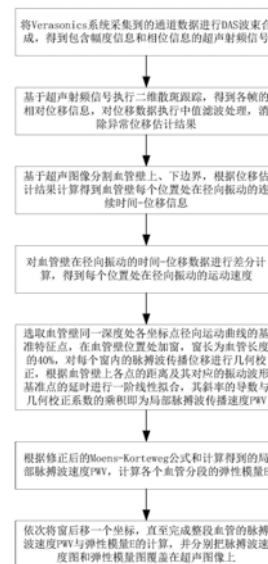 将Verasonics系统采集到的通道数据进行DAS波束合
成，得到包含幅度信息和相位信息的超声射频信号
基于超声射频信号执行二维散斑跟踪，得到各帧的
相对位移信息，对位移数据执行中值滤波处理，消
除异常位移估计结果
基于超声图像分割血管壁上、下边界，根据位移估
计结果计算得到血管壁每个位置处在径向振动的连
续时间-位移信息
对血管壁在径向振动的时间-位移数据进行差分计
算，得到每个位置处在径向振动的运动速度
选取血管壁同一深度处各坐标点径向运动曲线的基
准特征点，在血管壁位置处加窗，窗长为血管长度
的40%，对每个窗内的脉搏波传播位移进行几何校
正，根据血管壁上各点的距离及其对应的振动波形
基准点的延时进行一阶线性拟合，其斜率的导数与
几何校正系数的乘积即为局部脉搏波传播速度PWV
根据修正后的Moens-Korteweg公式和计算得到的局
部脉搏波速度PWV，计算各个血管分段的弹性模量E
依次将窗后移一个坐标，直至完成整段血管的脉搏
波速度PWV与弹性模量E的计算，并分别把脉搏波速
度图和弹性模量图覆盖在超声图像上